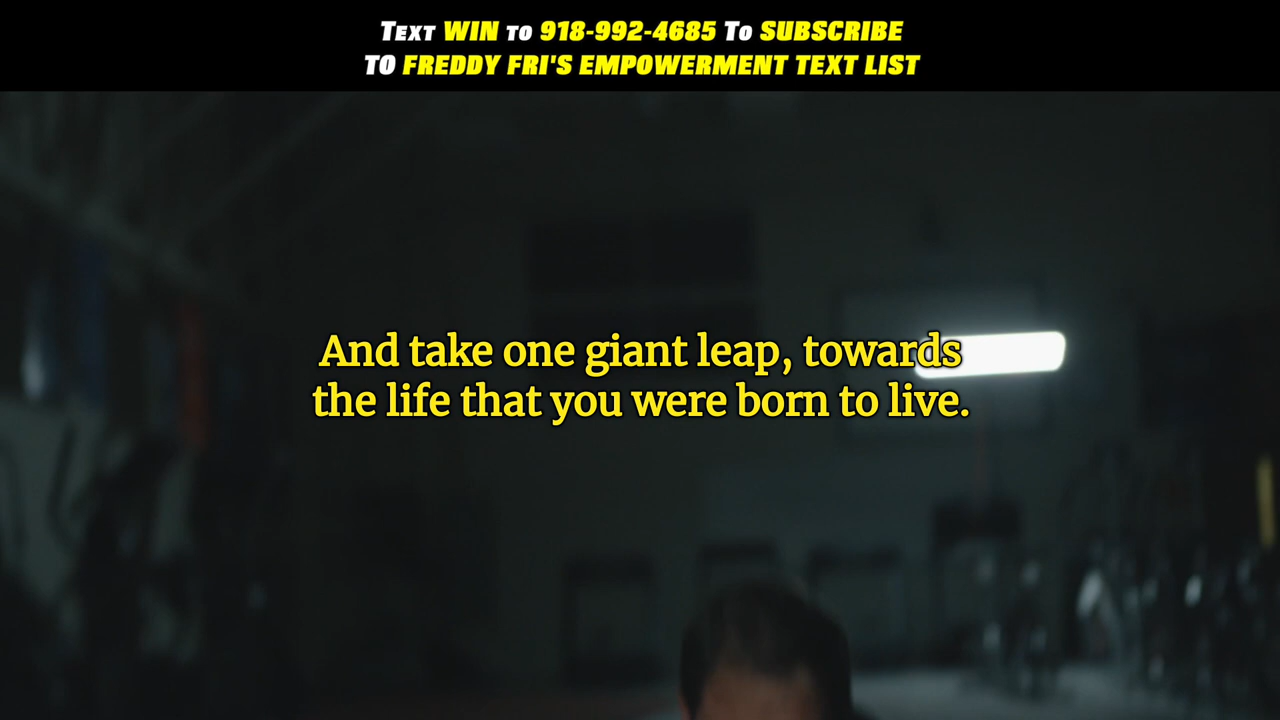 Text WIN to 918-992-4685 To SUBSCRIBE
TO FREDDY FRI'S EMPOWERMENT TEXT LIST
And take one giant leap, towards
the life that you were born to live.